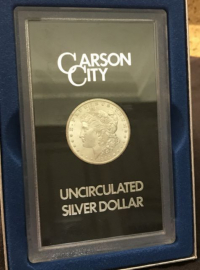 CARSON
CITY
UNCIRCULATED
SILVER DOLLAR